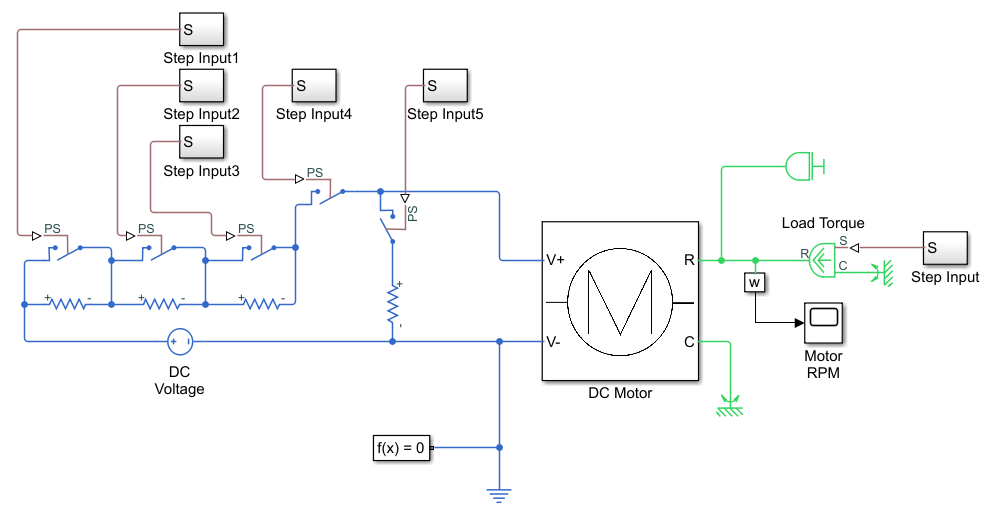 S
Step Input1
S
Step Input2
S
Step Input3
S
Step Input4
S
Step Input5
PS
PS
PS
PS
PS
+ -
+ -
+ -
+
-
+ -
DC
Voltage
f(x) = 0
V+
V-
M
R
C
DC Motor
Load Torque
S
R
C
S
Step Input
w
Motor
RPM